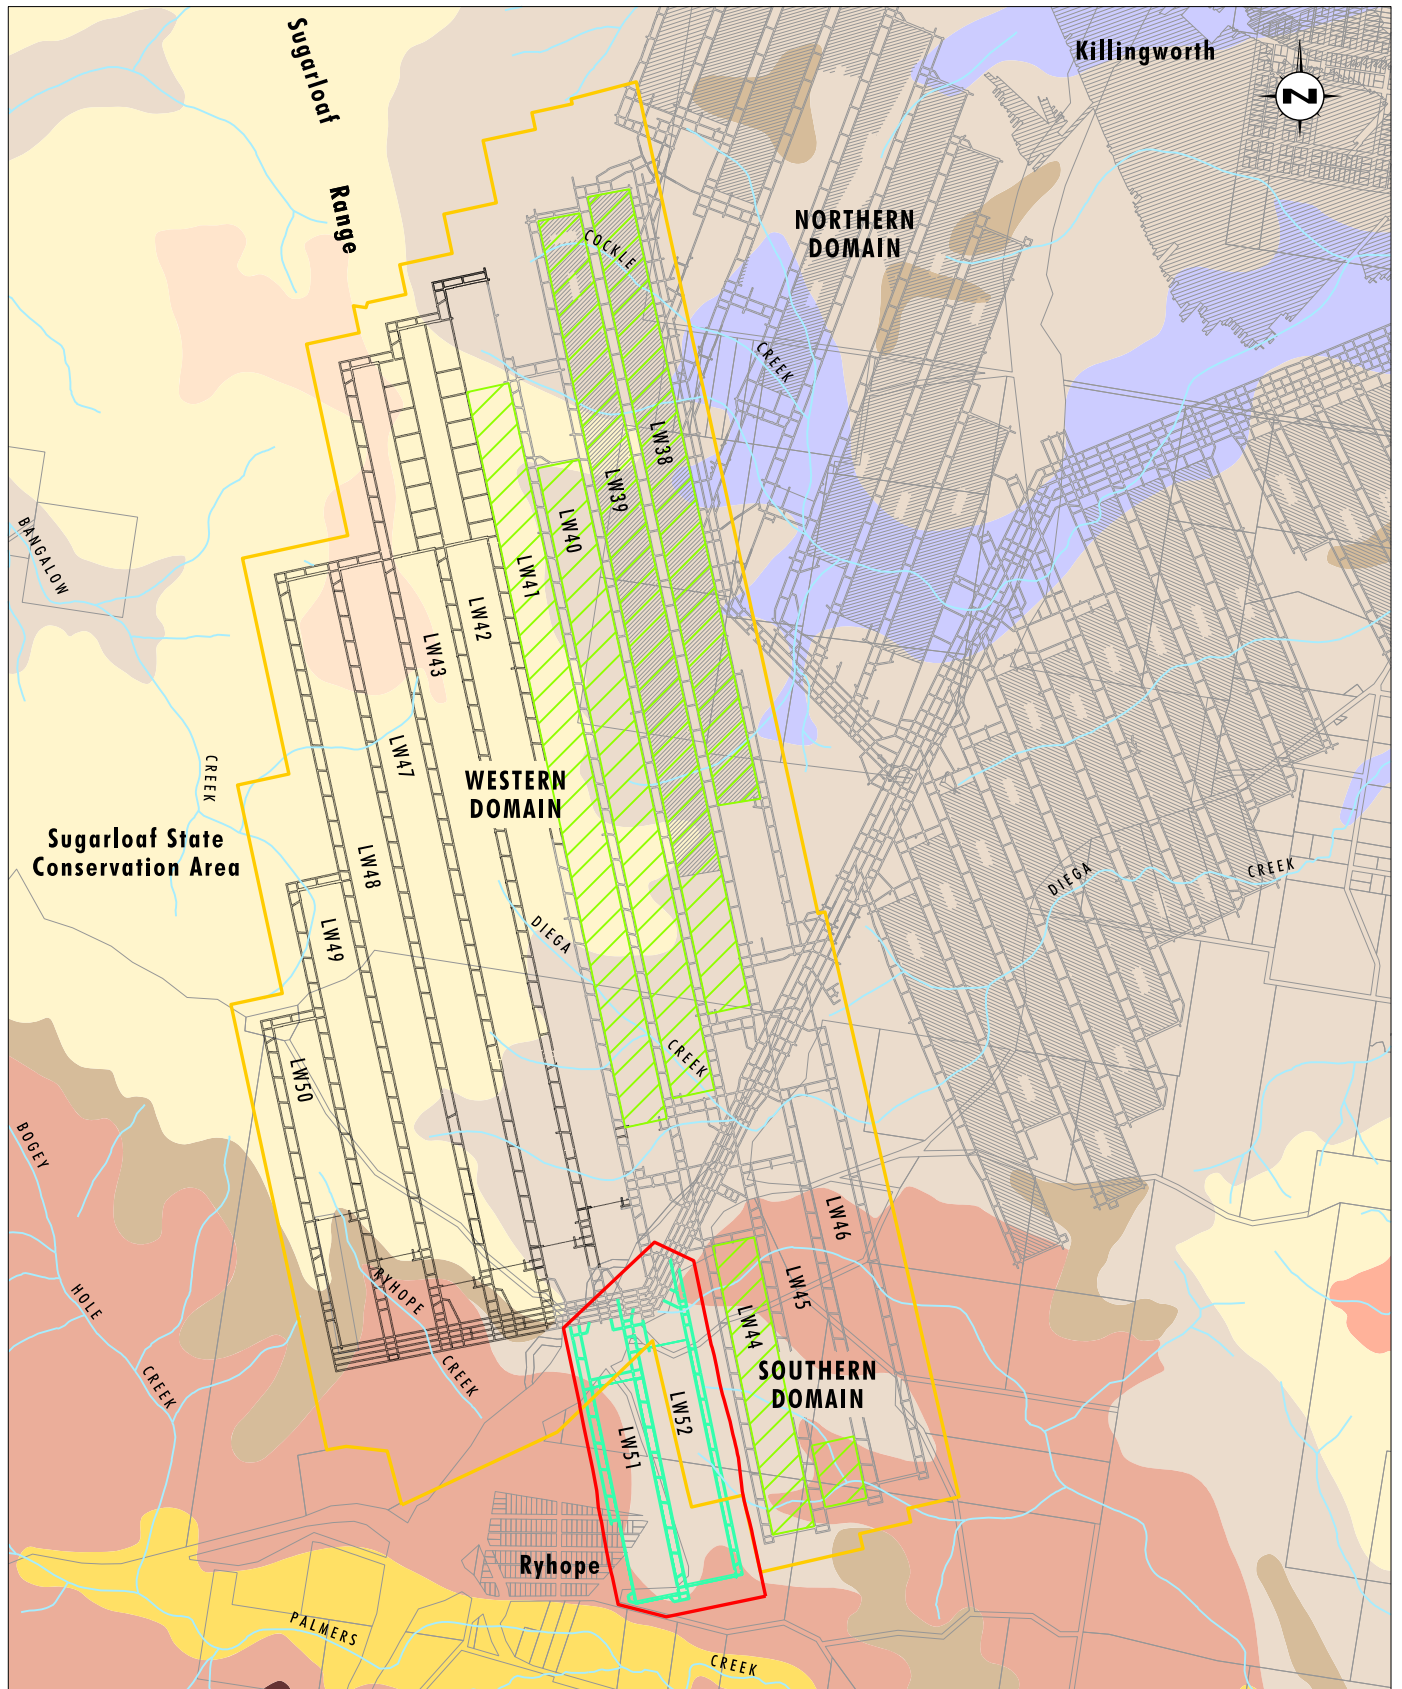 Sugarloaf
Range
Killingworth
N
NORTHERN
DOMAIN
COCKLE
CREEK
LW38
LW39
LW40
LW41
LW42
LW43
LW47
LW48
LW49
LW50
BANGALOW
CREEK
WESTERN
DOMAIN
Sugarloaf State
Conservation Area
DIEGA
CREEK
DIEGA
CREEK
BOGEY
HOLE
CREEK
RYHOPE
CREEK
LW46
LW45
LW44
SOUTHERN
DOMAIN
LW52
LW51
Ryhope
PALMERS
CREEK